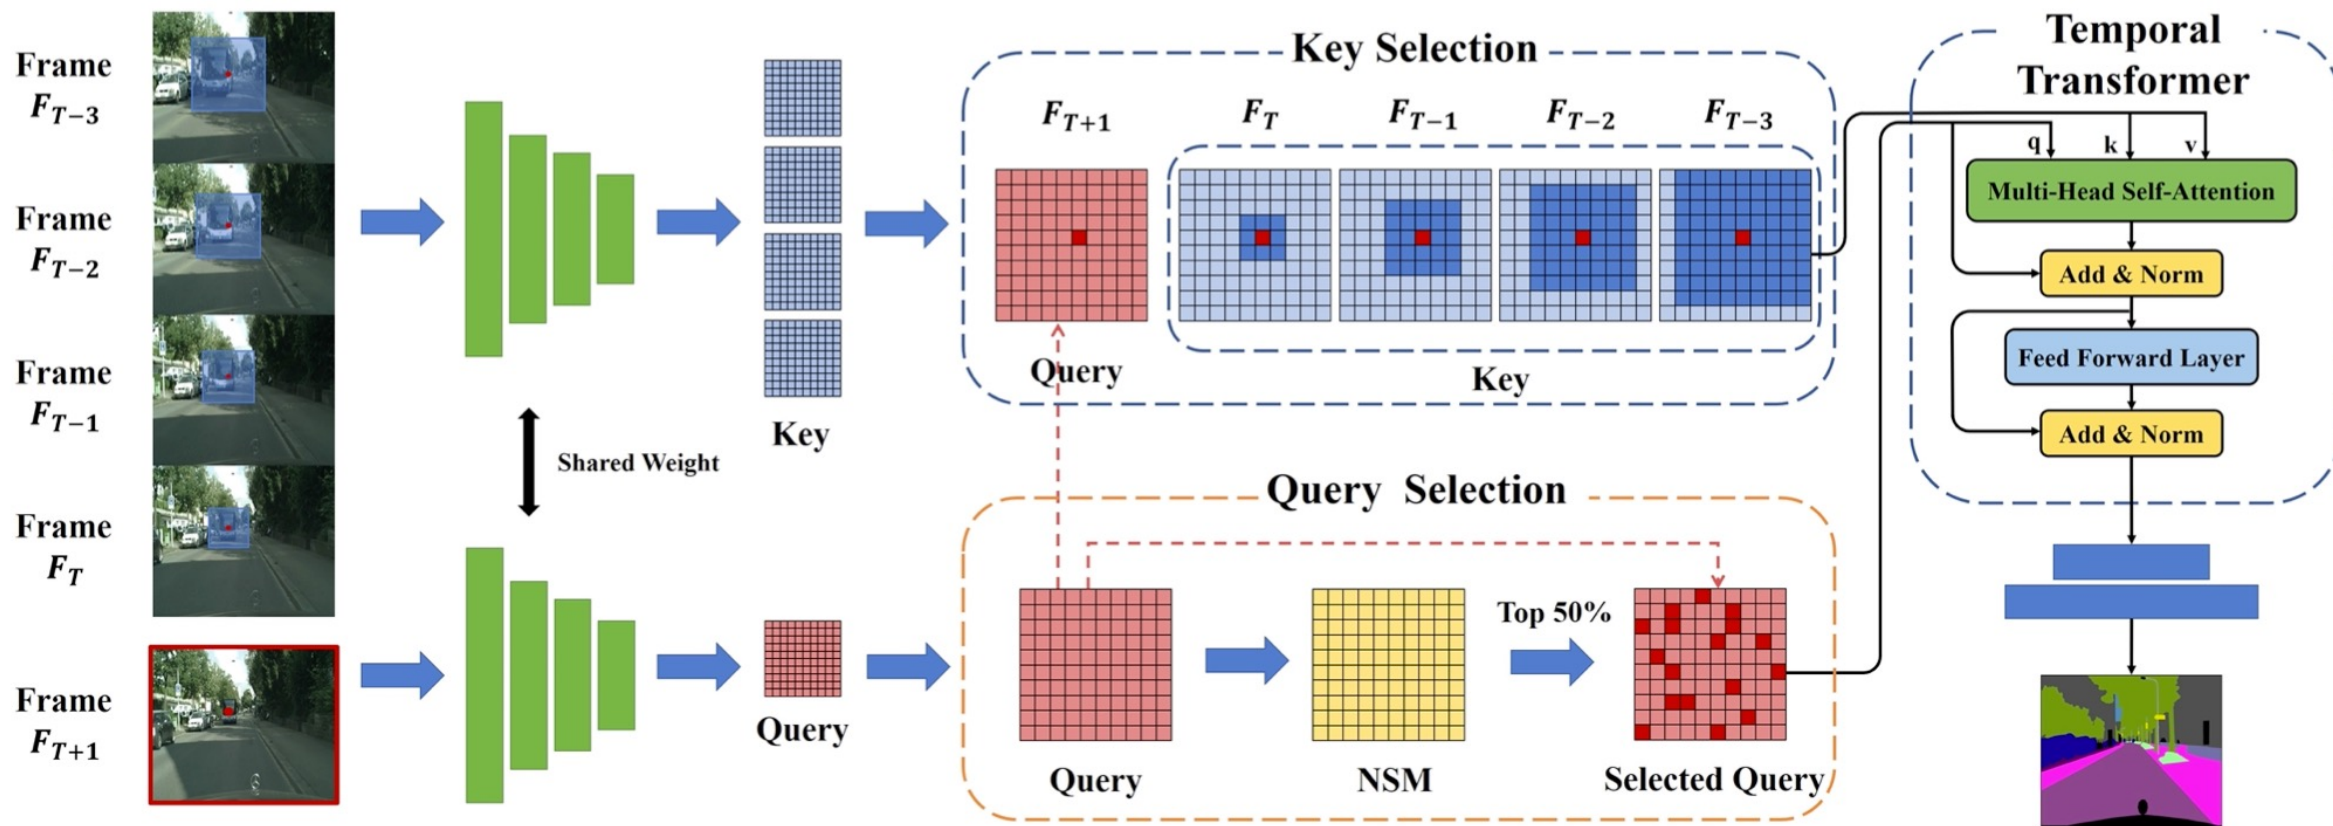 Frame
F_{T-3}
Frame
F_{T-2}
Frame
F_{T-1}
Frame
F_T
Frame
F_{T+1}
Shared Weight
Key
Query
Key Selection
F_{T+1}
F_T
F_{T-1}
F_{T-2}
F_{T-3}
Query
Key
Query Selection
Top 50%
Query
NSM
Selected Query
Temporal
Transformer
q
k
v
Multi-Head Self-Attention
Add & Norm
Feed Forward Layer
Add & Norm